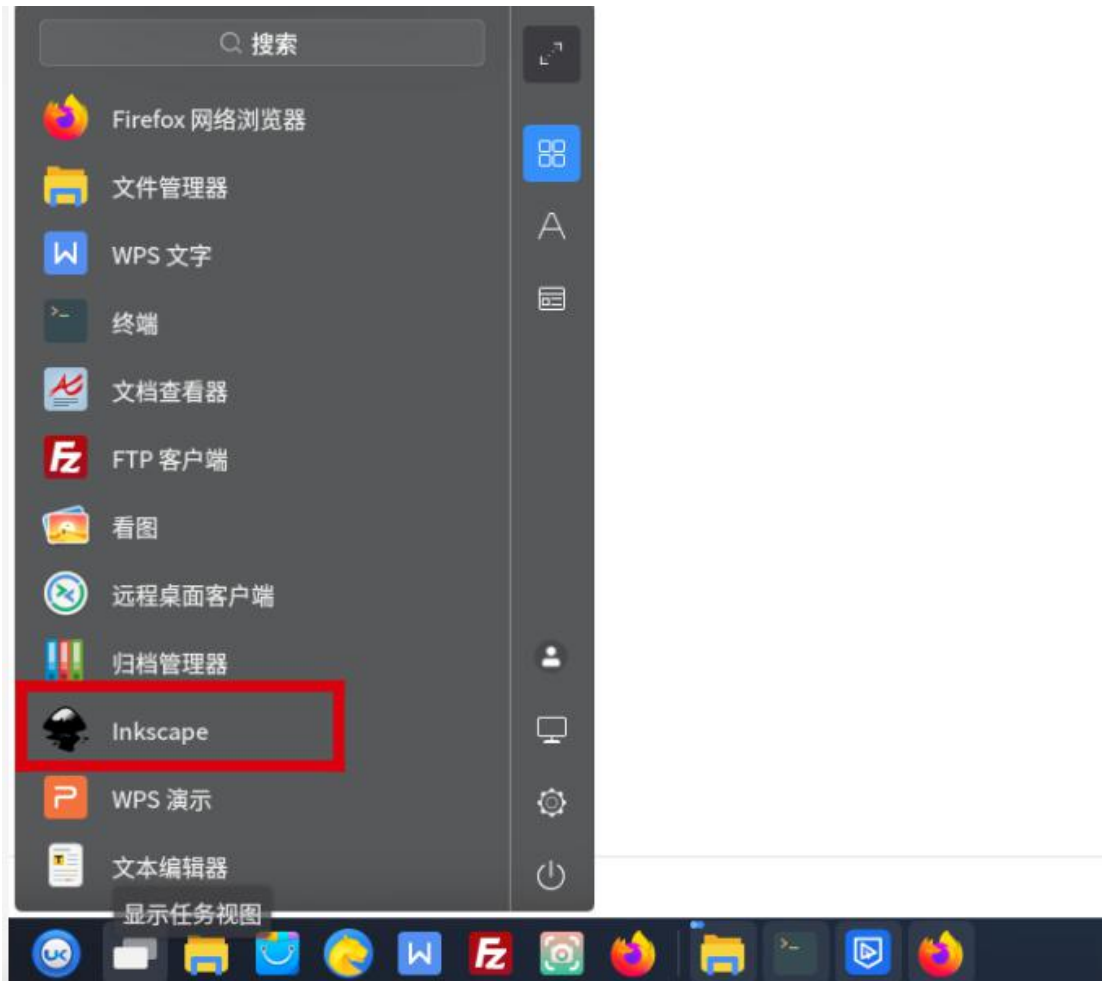 搜索
Firefox 网络浏览器
文件管理器
WPS 文字
终端
文档查看器
FTP 客户端
看图
远程桌面客户端
归档管理器
Inkscape
WPS 演示
文本编辑器
显示任务视图